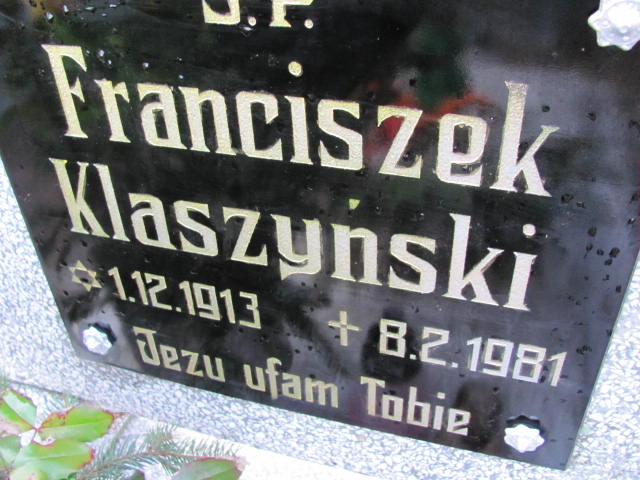 Ś.P.
Franciszek
Klaszyński
✡ 1.12.1913 ✝ 8.2.1981
Jezu ufam Tobie